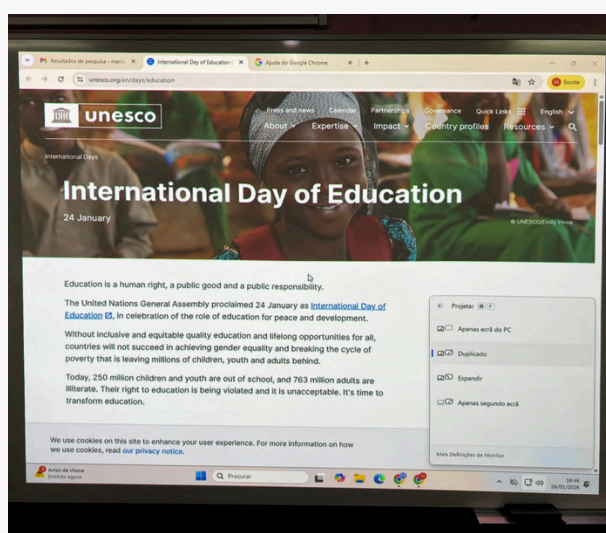 Resultados de pesquisa - mario
International Day of Education |
Ajuda do Google Chrome
unesco.org/en/days/education
Escola
unesco
Press and news Calendar Partnerships Governance Quick Links English
About Expertise Impact Country profiles Resources
International Days
International Day of Education
24 January
© UNESCO/Emily Pinna
Education is a human right, a public good and a public responsibility.
The United Nations General Assembly proclaimed 24 January as International Day of
Education, in celebration of the role of education for peace and development.
Without inclusive and equitable quality education and lifelong opportunities for all,
countries will not succeed in achieving gender equality and breaking the cycle of
poverty that is leaving millions of children, youth and adults behind.
Today, 250 million children and youth are out of school, and 763 million adults are
illiterate. Their right to education is being violated and it is unacceptable. It's time to
transform education.
We use cookies on this site to enhance your user experience. For more information on how
we use cookies, read our privacy notice.
Projetar P
Apenas ecrã do PC
Duplicado
Expandir
Apenas segundo ecrã
Mais Definições de Monitor
Aviso de chuva
Emitido agora
Procurar
26/01/2026